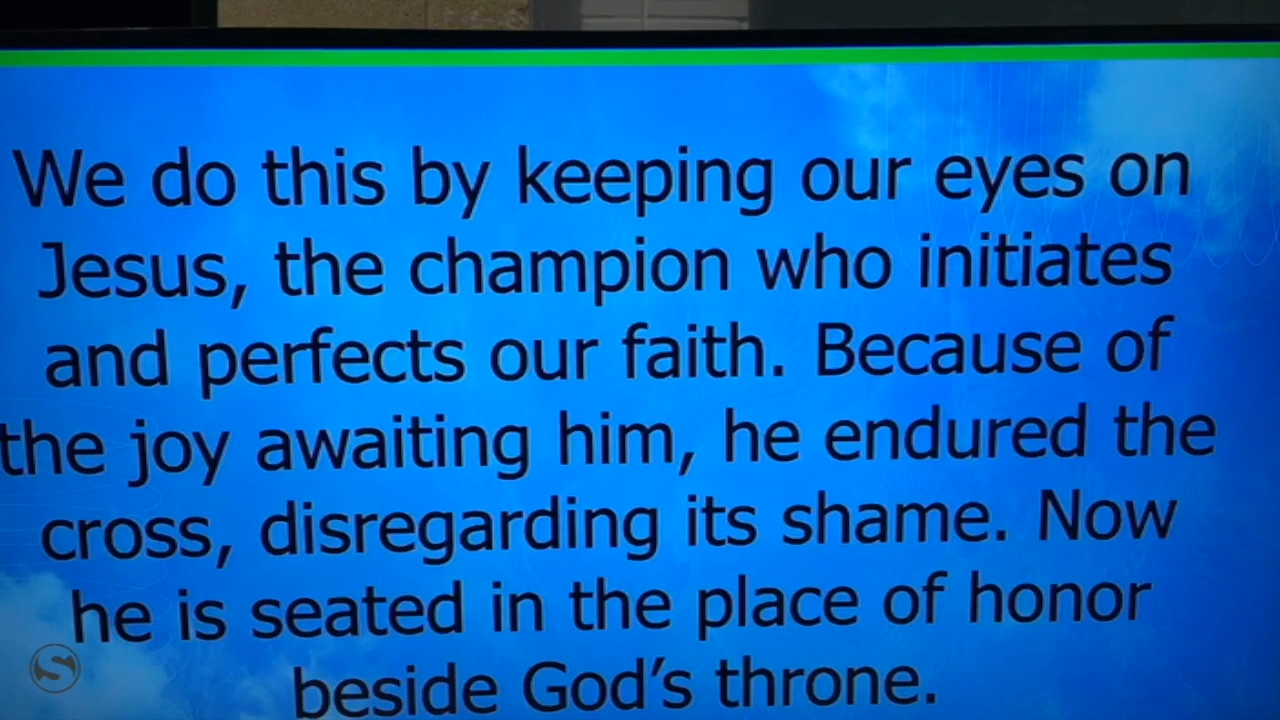 We do this by keeping our eyes on
Jesus, the champion who initiates
and perfects our faith. Because of
the joy awaiting him, he endured the
cross, disregarding its shame. Now
he is seated in the place of honor
beside God's throne.
S